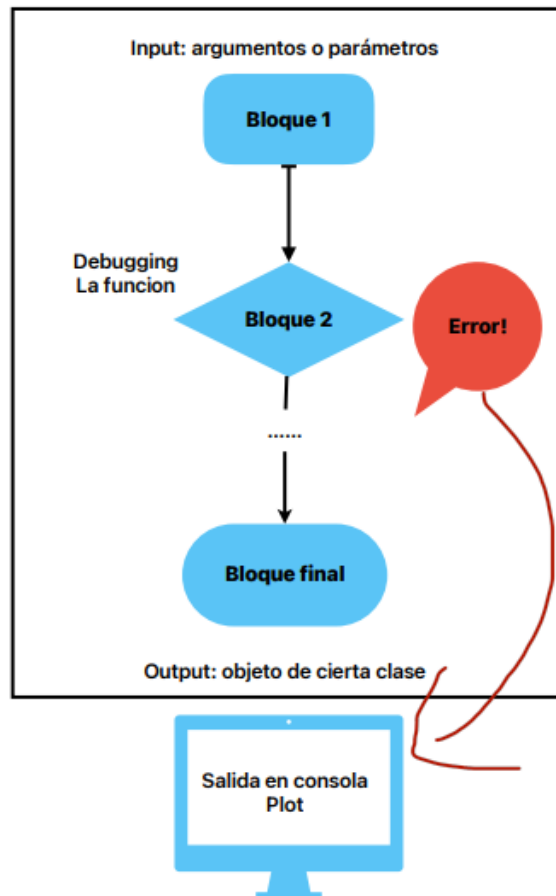 Input: argumentos o parámetros
Bloque 1
Debugging
La funcion
Bloque 2
Error!
......
Bloque final
Output: objeto de cierta clase
Salida en consola
Plot